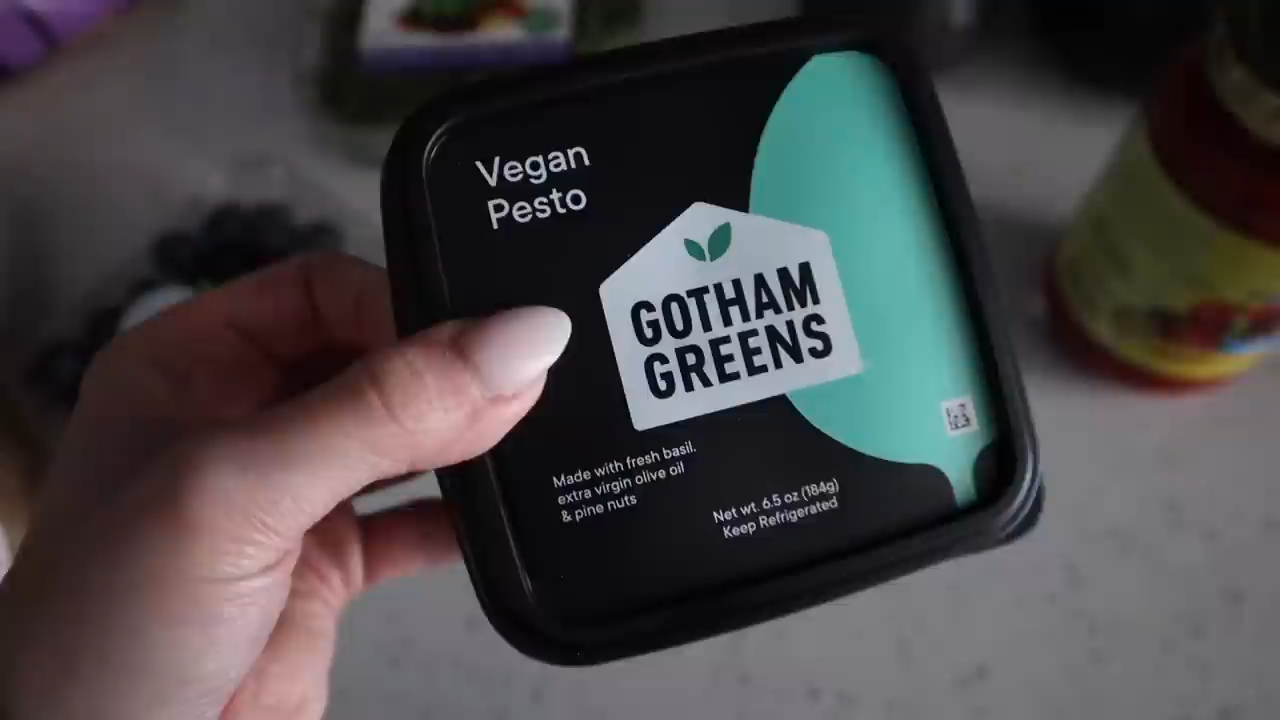 Vegan
Pesto
GOTHAM
GREENS
Made with fresh basil,
extra virgin olive oil
& pine nuts
Net wt. 6.5 oz (184g)
Keep Refrigerated